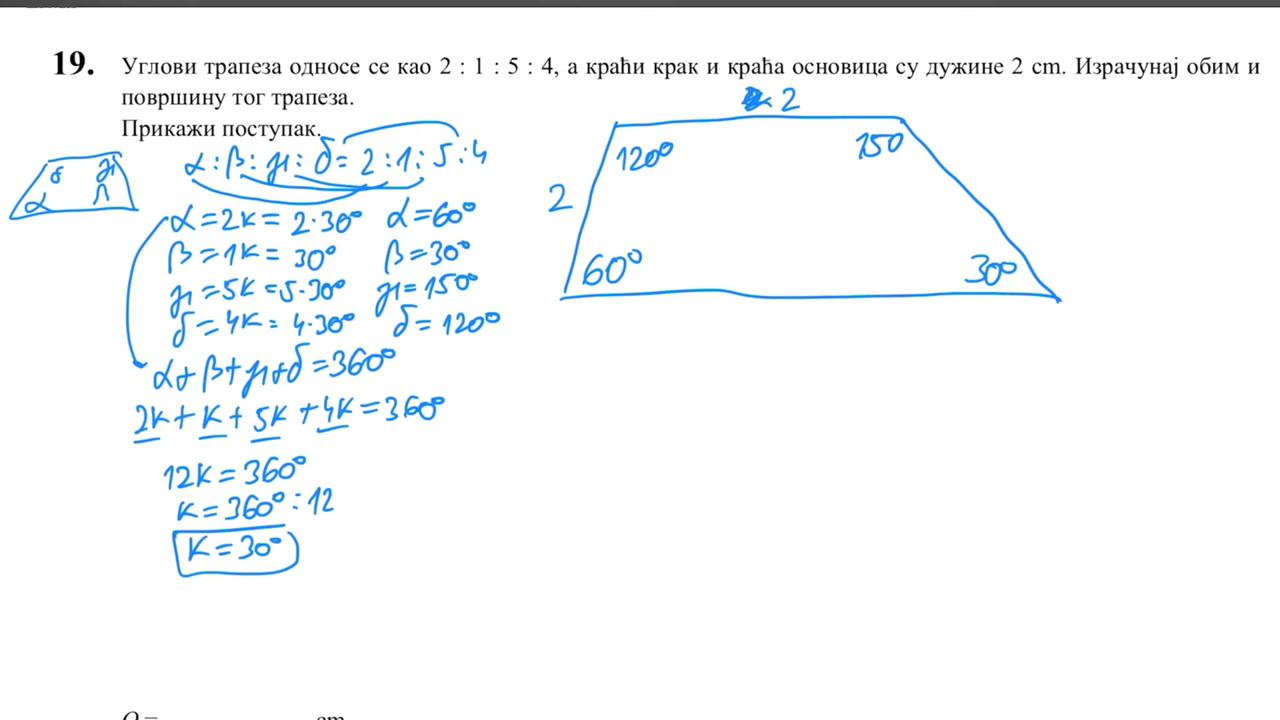 19. Углови трапеза односе се као 2 : 1 : 5 : 4, а краћи крак и краћа основица су дужине 2 cm. Израчунај обим и
површину тог трапеза.
Прикажи поступак.
α:β:γ:δ=2:1:5:4
δ γ
α β
α=2K=2·30° α=60°
β=1K=30° β=30°
γ=5K=5·30° γ=150°
δ=4K=4·30° δ=120°
α+β+γ+δ=360°
2K+K+5K+4K=360°
12K=360°
K=360°:12
K=30°
2
120° 150
2
60° 30°
O = cm